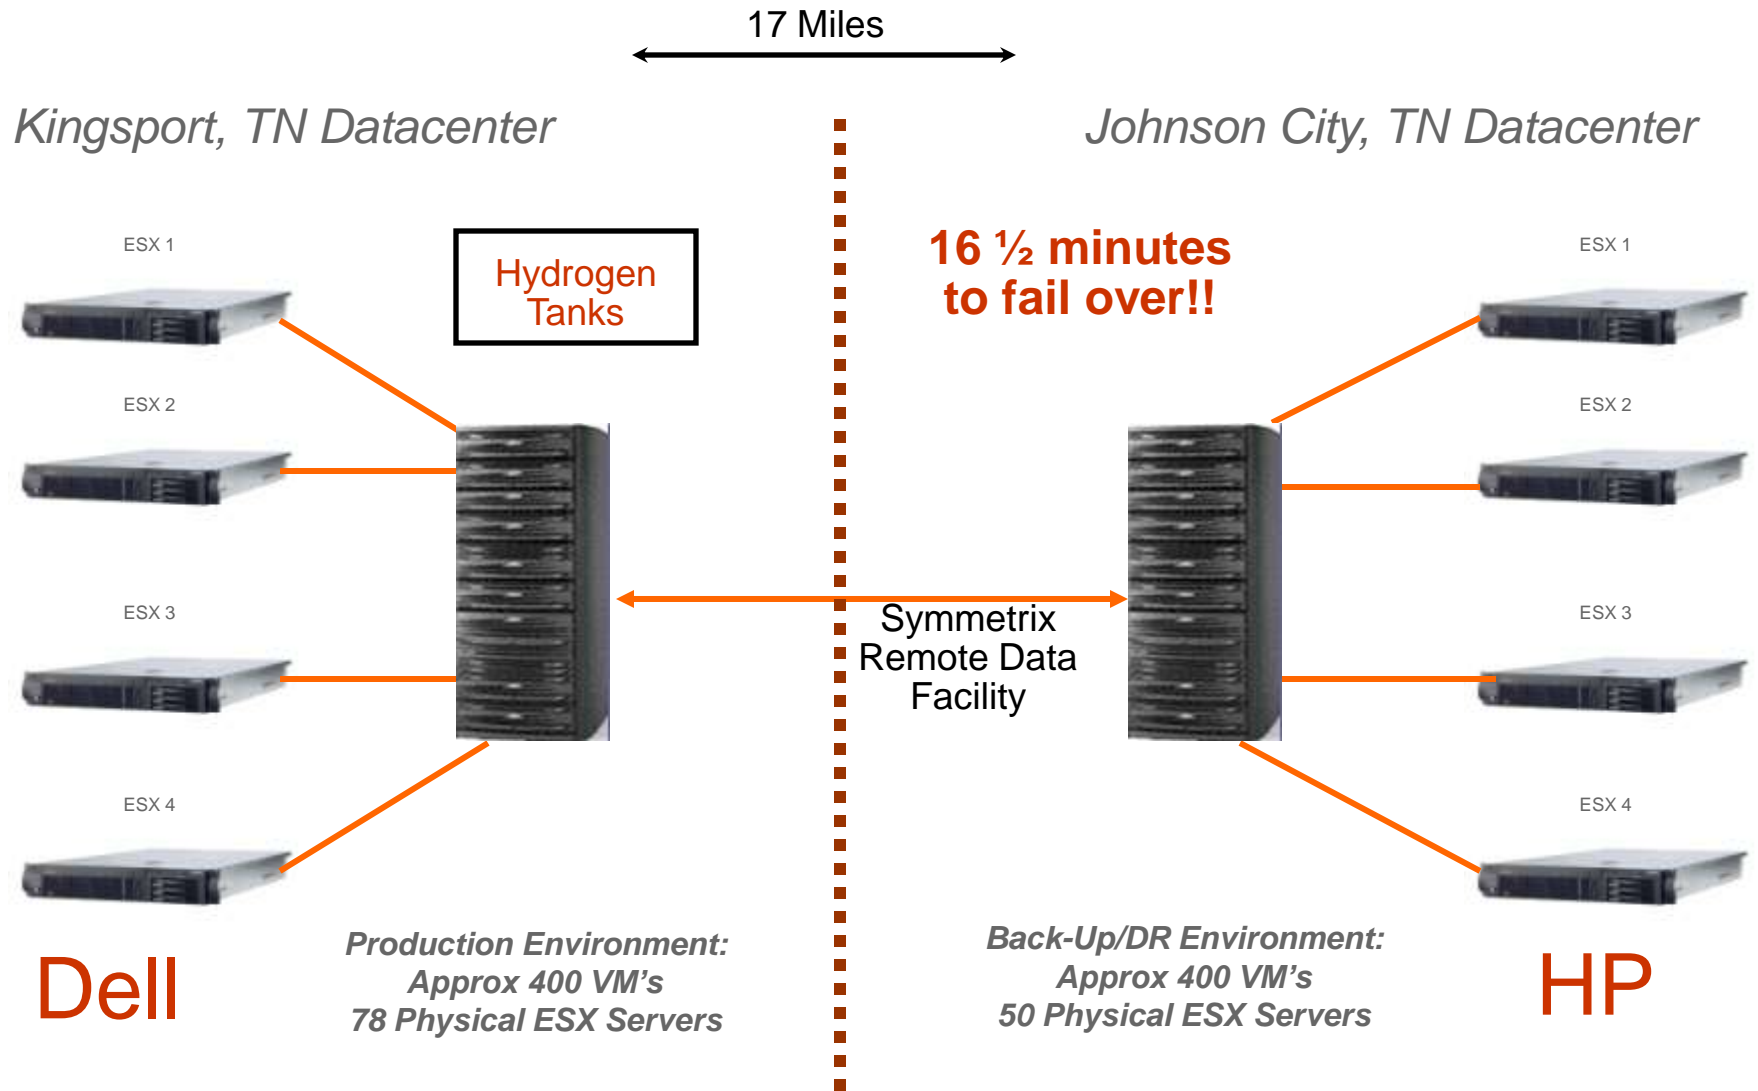 17 Miles
Kingsport, TN Datacenter
Johnson City, TN Datacenter
ESX 1
Hydrogen
Tanks
16 ½ minutes
to fail over!!
ESX 1
ESX 2
ESX 2
ESX 3
Symmetrix
Remote Data
Facility
ESX 3
ESX 4
ESX 4
Dell
Production Environment:
Approx 400 VM's
78 Physical ESX Servers
Back-Up/DR Environment:
Approx 400 VM's
50 Physical ESX Servers
HP